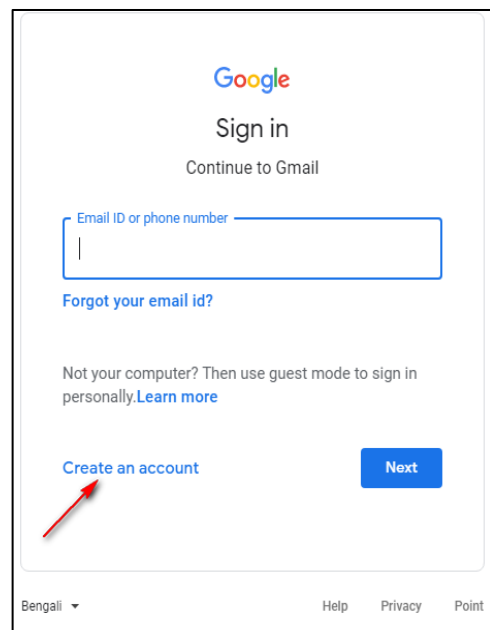 Google
Sign in
Continue to Gmail
Email ID or phone number
Forgot your email id?
Not your computer? Then use guest mode to sign in
personally.Learn more
Create an account
Next
Bengali
Help
Privacy
Point